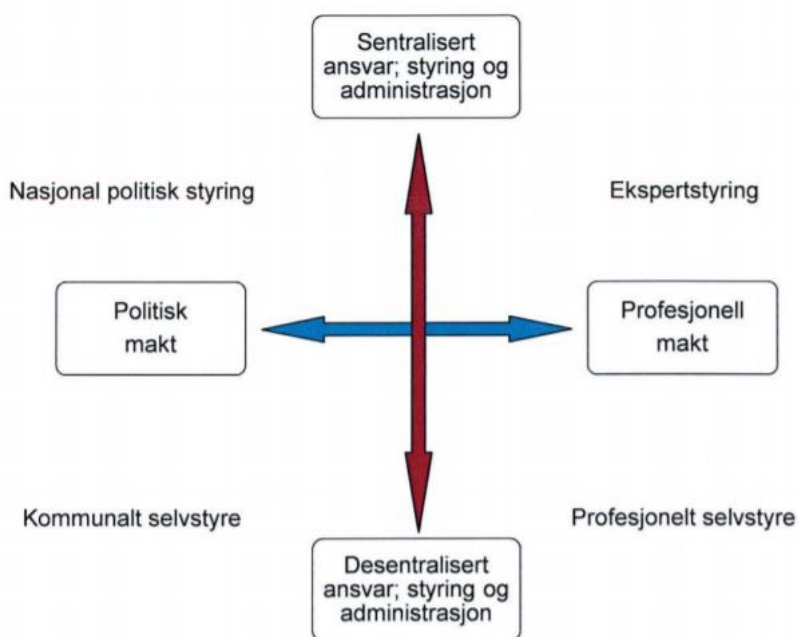 Sentralisert
ansvar; styring og
administrasjon
Nasjonal politisk styring
Ekspertstyring
Politisk
makt
Profesjonell
makt
Kommunalt selvstyre
Profesjonelt selvstyre
Desentralisert
ansvar; styring og
administrasjon